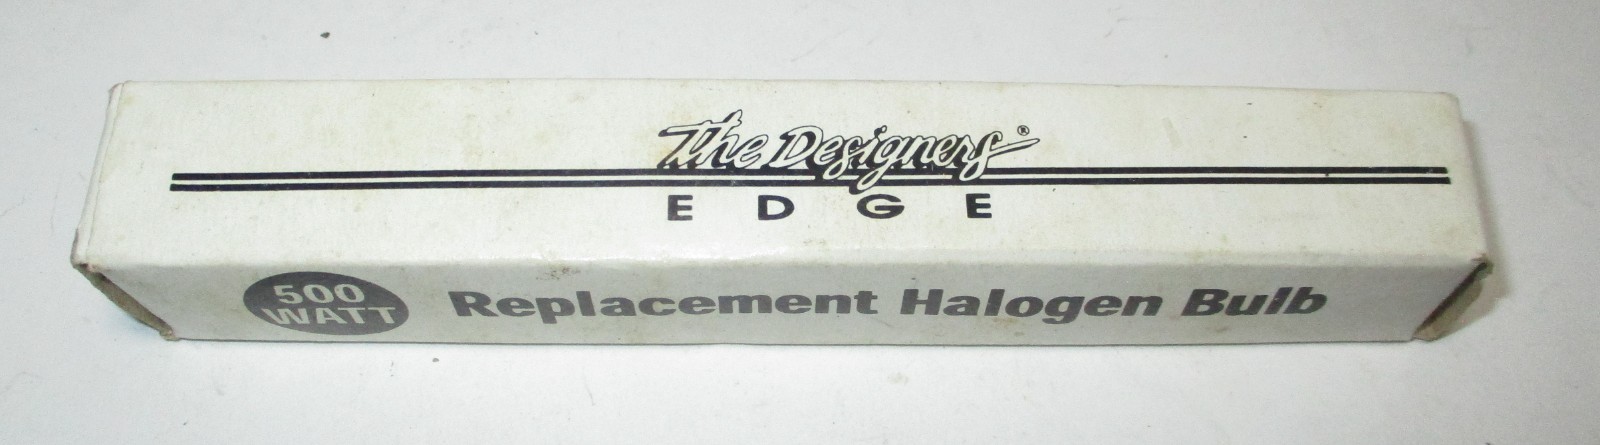 The Designers®
EDGE
500
WATT
Replacement Halogen Bulb